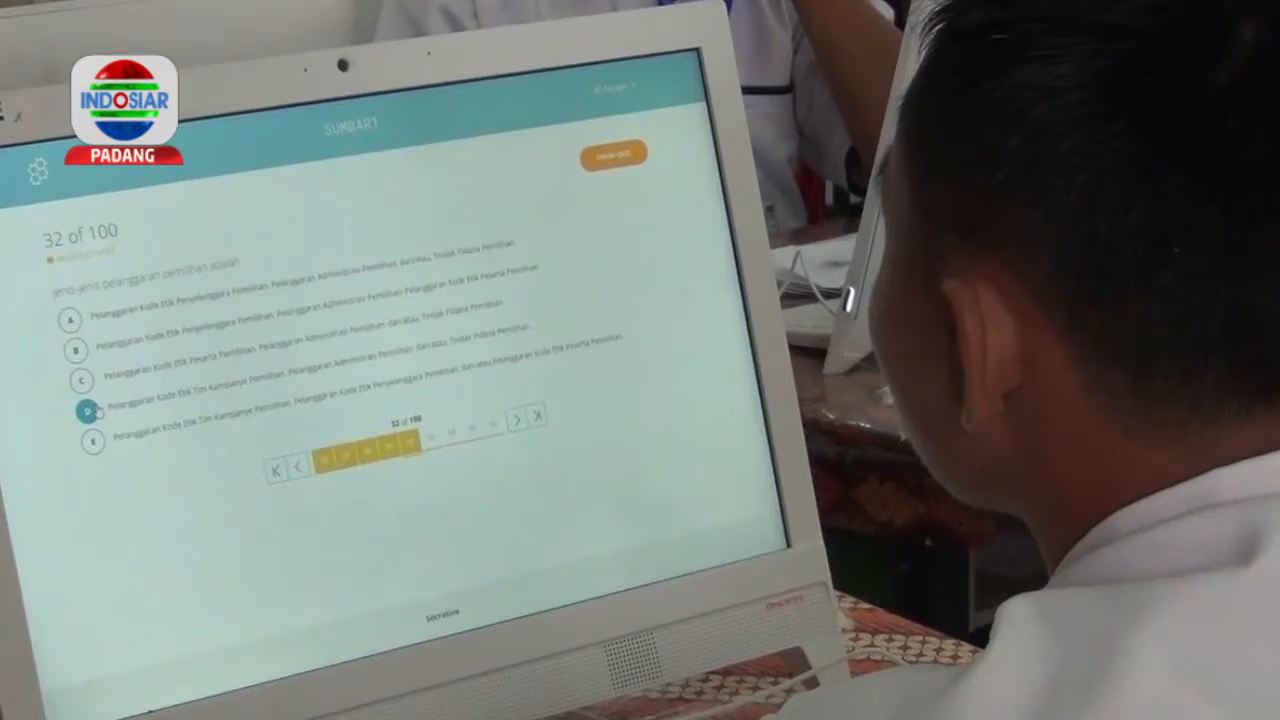 INDOSIAR
PADANG
SUMBAR1
32 of 100
jenis-jenis pelanggaran pemilihan adalah
A Pelanggaran Kode Etik Penyelenggara Pemilihan, Pelanggaran Administrasi Pemilihan, dan/atau, Tindak Pidana Pemilihan
B Pelanggaran Kode Etik Penyelenggara Pemilihan, Pelanggaran Administrasi Pemilihan, Pelanggaran Kode Etik Peserta Pemilihan
C Pelanggaran Kode Etik Peserta Pemilihan, Pelanggaran Administrasi Pemilihan, dan/atau, Tindak Pidana Pemilihan
D Pelanggaran Kode Etik Tim Kampanye Pemilihan, Pelanggaran Administrasi Pemilihan, dan/atau, Tindak Pidana Pemilihan
E Pelanggaran Kode Etik Tim Kampanye Pemilihan, Pelanggaran Kode Etik Penyelenggara Pemilihan, dan/atau,Pelanggaran Kode Etik Peserta Pemilihan
32 of 100
Socrative